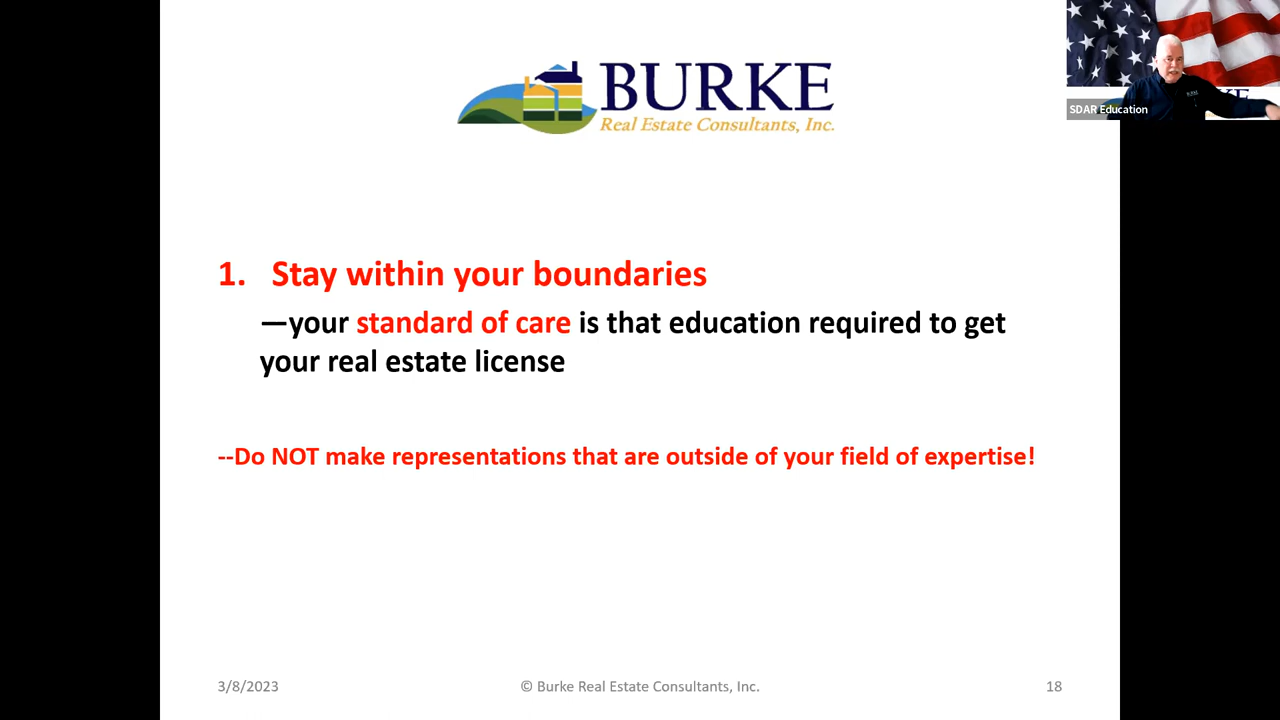 BURKE
Real Estate Consultants, Inc.
SDAR Education
1. Stay within your boundaries
—your standard of care is that education required to get
your real estate license
--Do NOT make representations that are outside of your field of expertise!
3/8/2023
© Burke Real Estate Consultants, Inc.
18